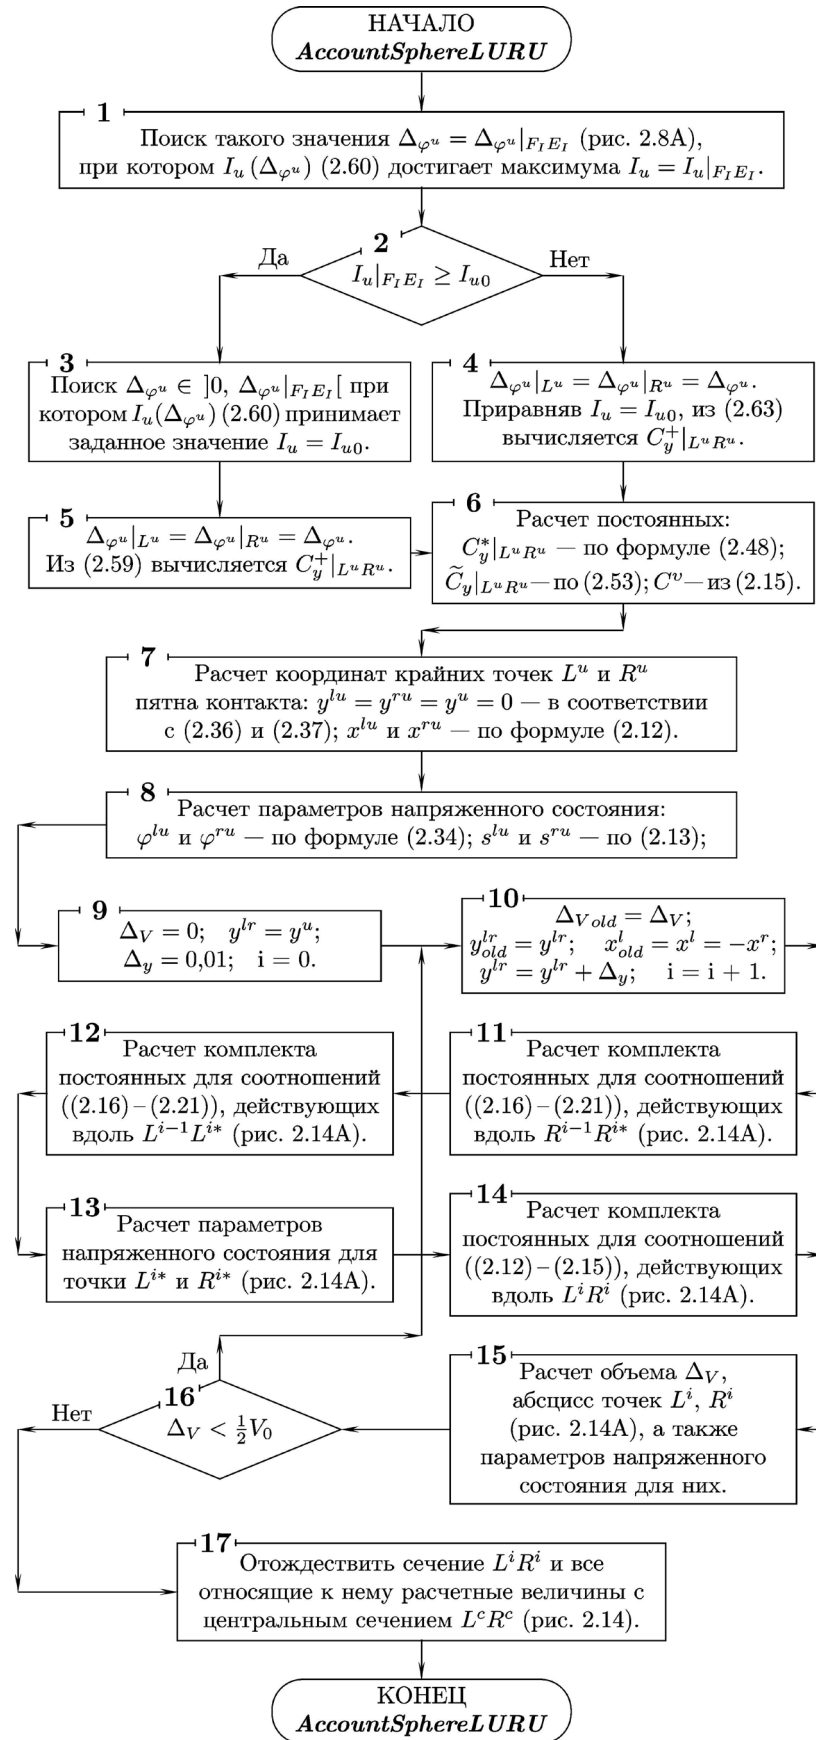 НАЧАЛО
AccountSphereLURU
1
Поиск такого значения Δ_{φ^u} = Δ_{φ^u}|_{F_I E_I} (рис. 2.8А),
при котором I_u (Δ_{φ^u}) (2.60) достигает максимума I_u = I_u|_{F_I E_I}.
2
Да
Нет
I_u|_{F_I E_I} ≥ I_{u0}
3
Поиск Δ_{φ^u} ∈ ]0, Δ_{φ^u}|_{F_I E_I}[ при
котором I_u(Δ_{φ^u}) (2.60) принимает
заданное значение I_u = I_{u0}.
4
Δ_{φ^u}|_{L^u} = Δ_{φ^u}|_{R^u} = Δ_{φ^u}.
Приравняв I_u = I_{u0}, из (2.63)
вычисляется C_y^+|_{L^u R^u}.
5
Δ_{φ^u}|_{L^u} = Δ_{φ^u}|_{R^u} = Δ_{φ^u}.
Из (2.59) вычисляется C_y^+|_{L^u R^u}.
6
Расчет постоянных:
C_y^*|_{L^u R^u} — по формуле (2.48);
C̃_y|_{L^u R^u} — по (2.53); C^υ — из (2.15).
7
Расчет координат крайних точек L^u и R^u
пятна контакта: y^{lu} = y^{ru} = y^u = 0 — в соответствии
с (2.36) и (2.37); x^{lu} и x^{ru} — по формуле (2.12).
8
Расчет параметров напряженного состояния:
φ^{lu} и φ^{ru} — по формуле (2.34); s^{lu} и s^{ru} — по (2.13);
9
Δ_V = 0; y^{lr} = y^u;
Δ_y = 0,01; i = 0.
10
Δ_{V old} = Δ_V;
y_{old}^{lr} = y^{lr}; x_{old}^l = x^l = −x^r;
y^{lr} = y^{lr} + Δ_y; i = i + 1.
12
Расчет комплекта
постоянных для соотношений
((2.16) – (2.21)), действующих
вдоль L^{i−1}L^{i*} (рис. 2.14А).
11
Расчет комплекта
постоянных для соотношений
((2.16) – (2.21)), действующих
вдоль R^{i−1}R^{i*} (рис. 2.14А).
13
Расчет параметров
напряженного состояния для
точки L^{i*} и R^{i*} (рис. 2.14А).
14
Расчет комплекта
постоянных для соотношений
((2.12) – (2.15)), действующих
вдоль L^i R^i (рис. 2.14А).
Да
16
Нет
Δ_V < ½V_0
15
Расчет объема Δ_V,
абсцисс точек L^i, R^i
(рис. 2.14А), а также
параметров напряженного
состояния для них.
17
Отождествить сечение L^i R^i и все
относящие к нему расчетные величины с
центральным сечением L^c R^c (рис. 2.14).
КОНЕЦ
AccountSphereLURU